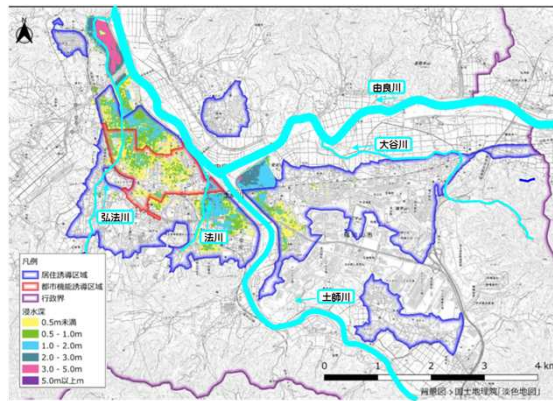 N
由良川
大谷川
弘法川
法川
土師川
凡例
居住誘導区域
都市機能誘導区域
行政界
浸水深
0.5m未満
0.5 - 1.0m
1.0 - 2.0m
2.0 - 3.0m
3.0 - 5.0m
5.0m以上m
0 1 2 3 4 km
背景図:国土地理院「淡色地図」